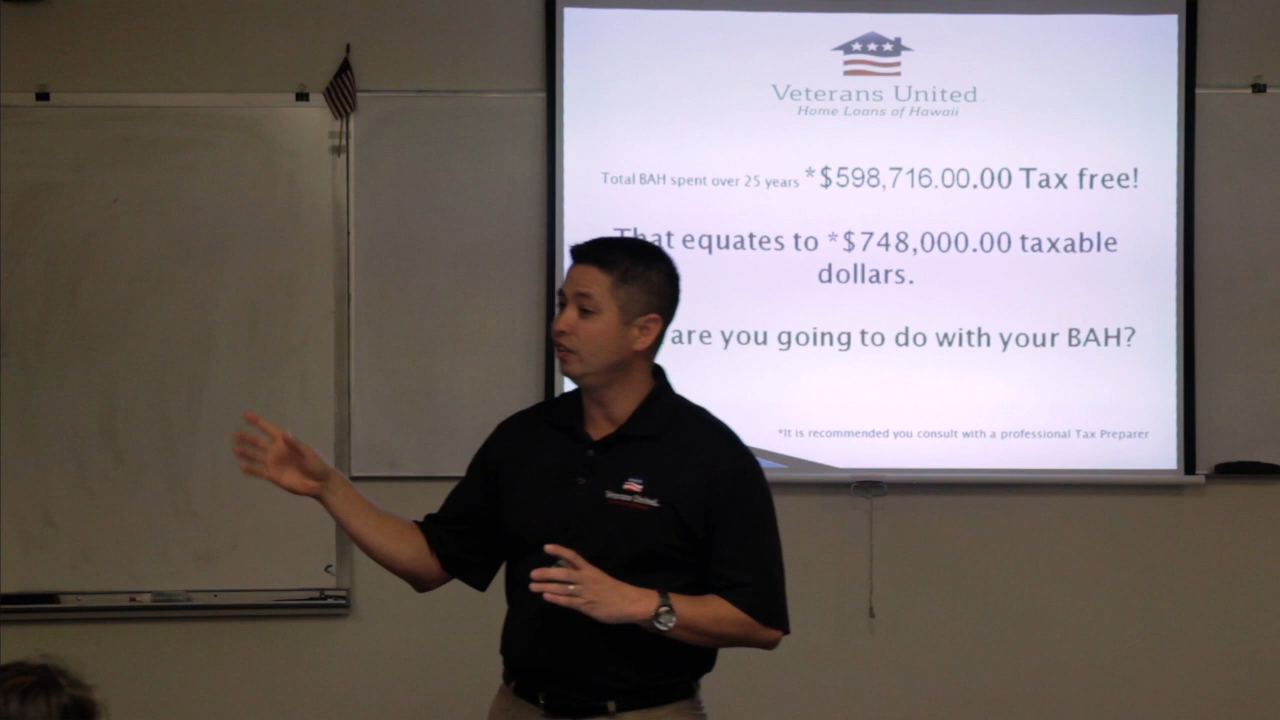 Veterans United
Home Loans of Hawaii
Total BAH spent over 25 years *$598,716.00.00 Tax free!
That equates to *$748,000.00 taxable
dollars.
are you going to do with your BAH?
*It is recommended you consult with a professional Tax Preparer
Veterans United